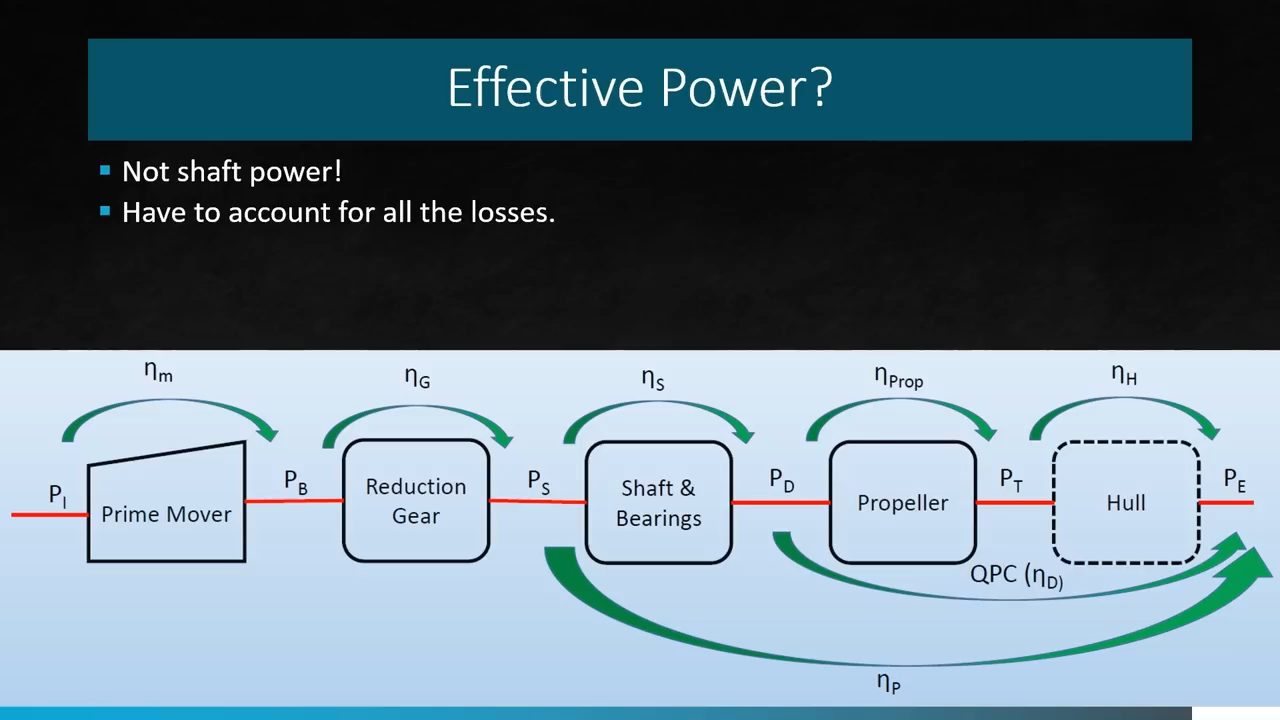 Effective Power?
Not shaft power!
Have to account for all the losses.
ηm
ηG
ηS
ηProp
ηH
PI
Prime Mover
PB
Reduction
Gear
PS
Shaft &
Bearings
PD
Propeller
PT
Hull
PE
QPC (ηD)
ηP